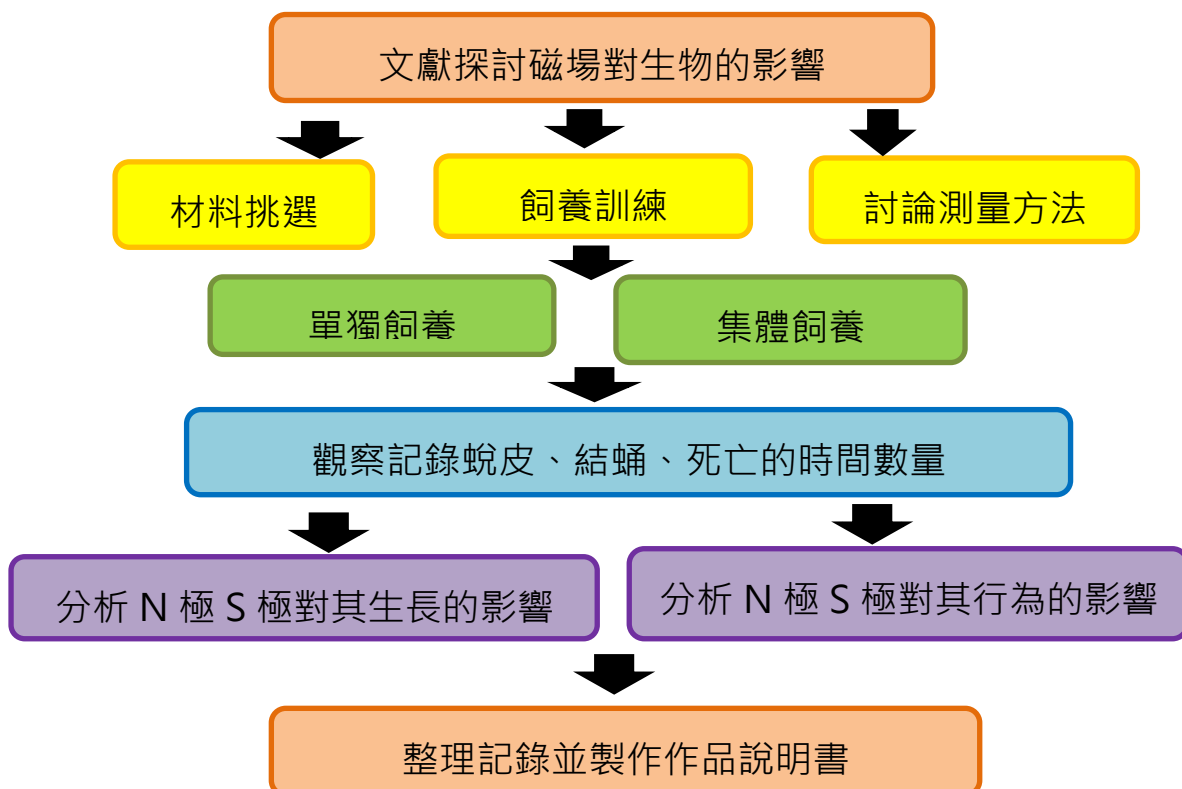 文獻探討磁場對生物的影響
材料挑選
飼養訓練
討論測量方法
單獨飼養
集體飼養
觀察記錄蛻皮、結蛹、死亡的時間數量
分析 N 極 S 極對其生長的影響
分析 N 極 S 極對其行為的影響
整理記錄並製作作品說明書